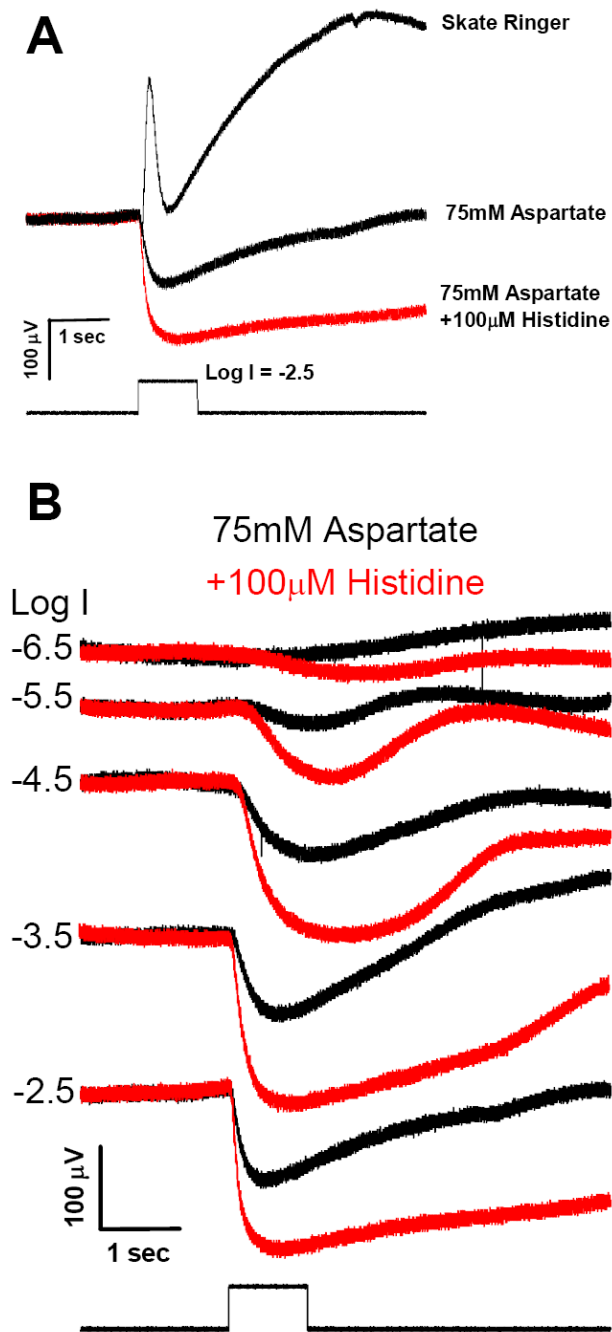 A
Skate Ringer
75mM Aspartate
75mM Aspartate
+100μM Histidine
100 μV
1 sec
Log I = -2.5
B
75mM Aspartate
+100μM Histidine
Log I
-6.5
-5.5
-4.5
-3.5
-2.5
100 μV
1 sec